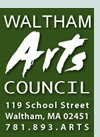 WALTHAM
Arts
COUNCIL
119 School Street
Waltham, MA 02451
781.893.ARTS